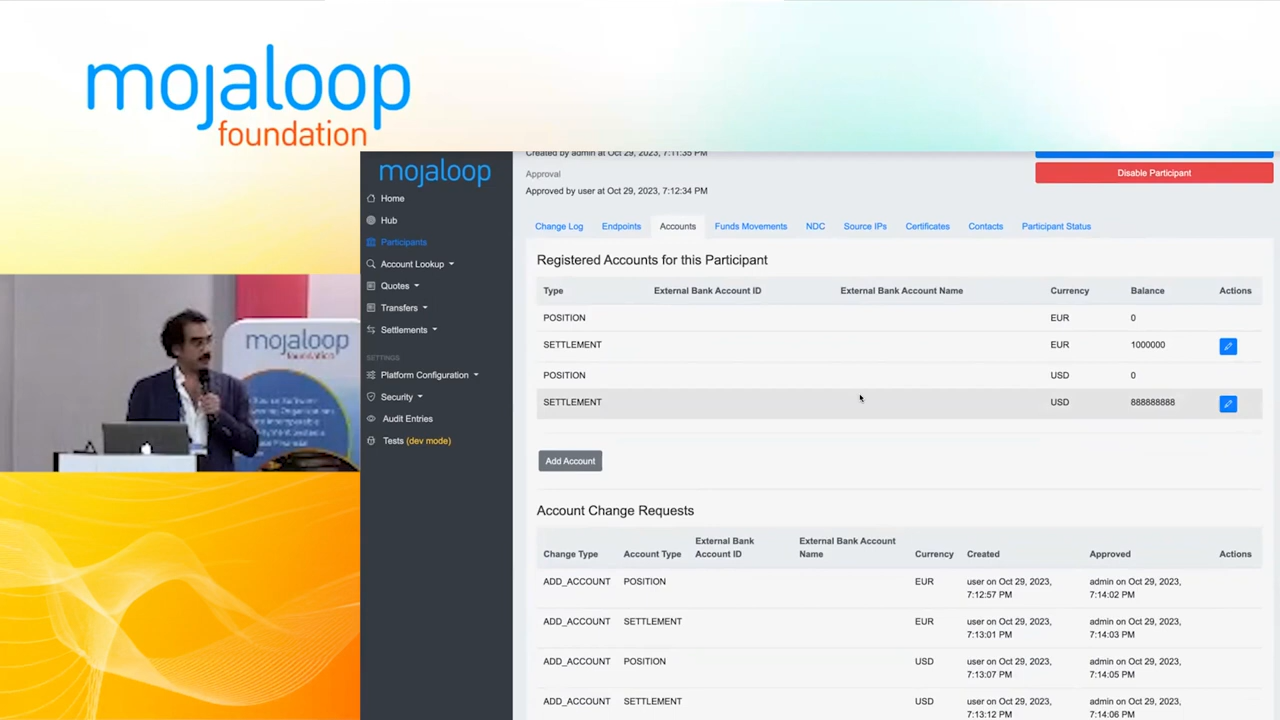 mojaloop
foundation
mojaloop
Home
Hub
Participants
Account Lookup
Quotes
Transfers
Settlements
SETTINGS
Platform Configuration
Security
Audit Entries
Tests (dev mode)
Created by admin at Oct 29, 2023, 7:11:35 PM
Approval
Approved by user at Oct 29, 2023, 7:12:34 PM
Disable Participant
Change Log Endpoints Accounts Funds Movements NDC Source IPs Certificates Contacts Participant Status
Registered Accounts for this Participant
Type External Bank Account ID External Bank Account Name Currency Balance Actions
POSITION EUR 0
SETTLEMENT EUR 1000000
POSITION USD 0
SETTLEMENT USD 888888888
Add Account
Account Change Requests
Change Type Account Type External Bank Account ID External Bank Account Name Currency Created Approved Actions
ADD_ACCOUNT POSITION EUR user on Oct 29, 2023, 7:12:57 PM admin on Oct 29, 2023, 7:14:02 PM
ADD_ACCOUNT SETTLEMENT EUR user on Oct 29, 2023, 7:13:01 PM admin on Oct 29, 2023, 7:14:03 PM
ADD_ACCOUNT POSITION USD user on Oct 29, 2023, 7:13:07 PM admin on Oct 29, 2023, 7:14:05 PM
ADD_ACCOUNT SETTLEMENT USD user on Oct 29, 2023, 7:13:12 PM admin on Oct 29, 2023, 7:14:06 PM
mojaloop
foundation